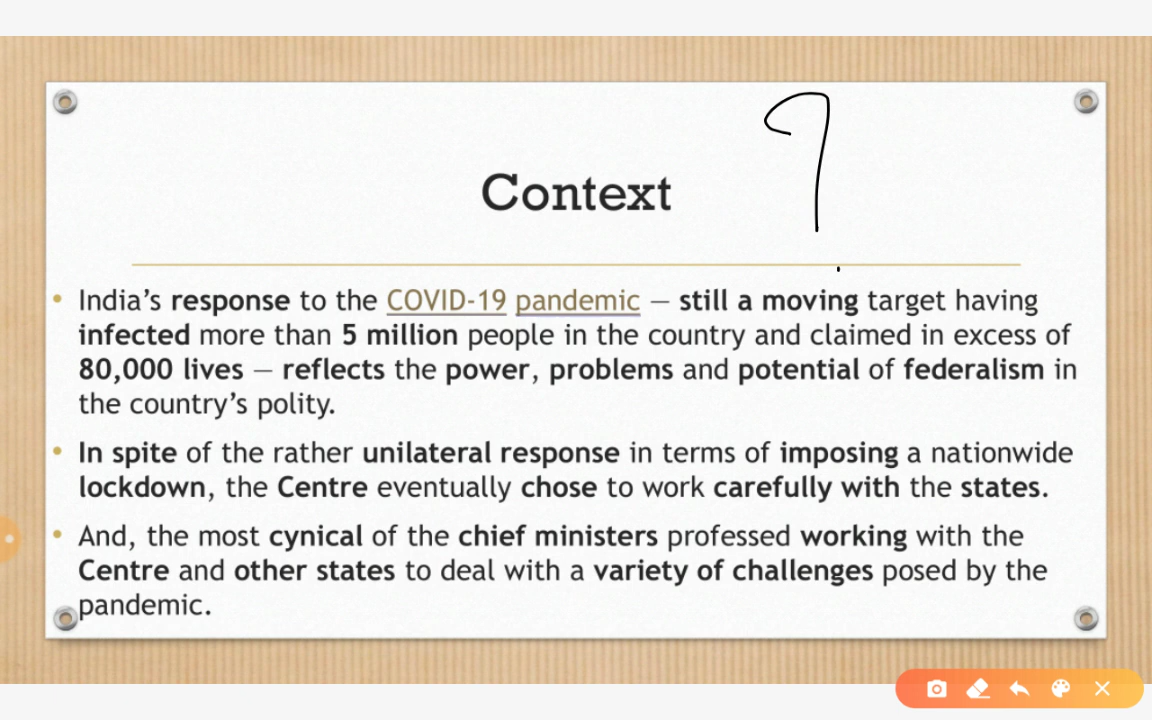 Context
India's response to the COVID-19 pandemic — still a moving target having
infected more than 5 million people in the country and claimed in excess of
80,000 lives — reflects the power, problems and potential of federalism in
the country's polity.
In spite of the rather unilateral response in terms of imposing a nationwide
lockdown, the Centre eventually chose to work carefully with the states.
And, the most cynical of the chief ministers professed working with the
Centre and other states to deal with a variety of challenges posed by the
pandemic.